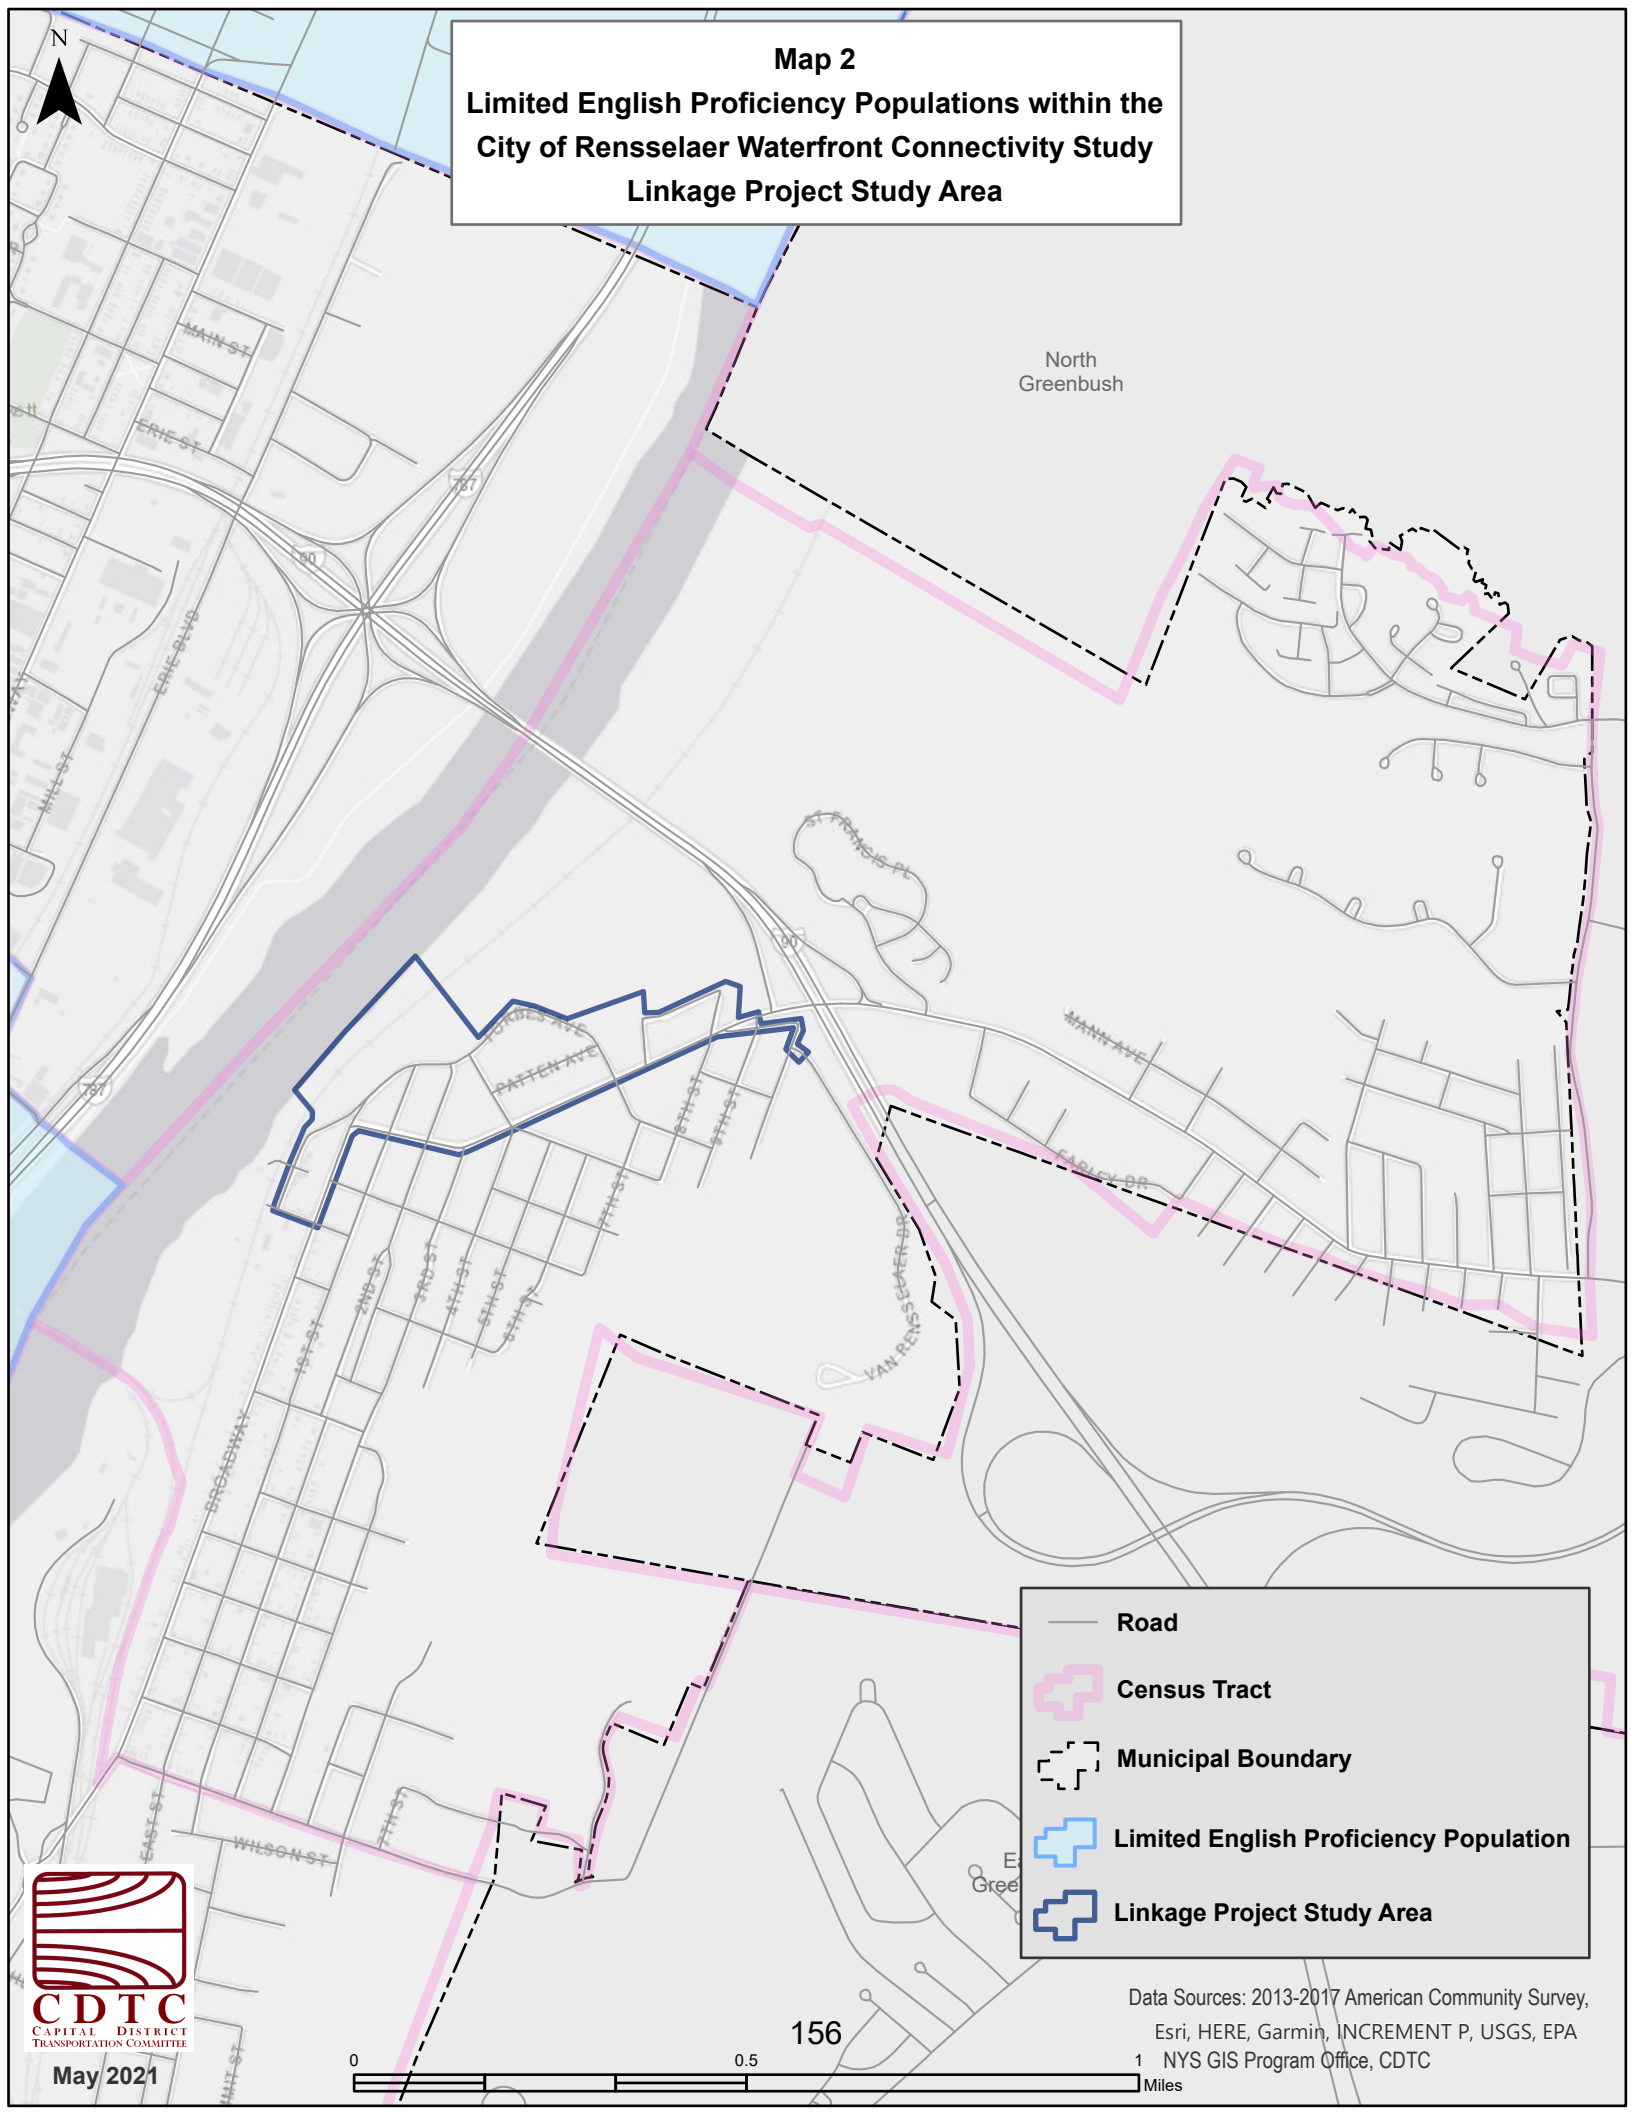 N
Map 2
Limited English Proficiency Populations within the
City of Rensselaer Waterfront Connectivity Study
Linkage Project Study Area
North
Greenbush
MAIN ST
ERIE ST
787
90
ERIE BLVD
MILL ST
ST FRANCIS PL
90
787
FORBES AVE
PATTEN AVE
MANN AVE
8TH ST
9TH ST
FARLEY DR
7TH ST
VAN RENSSELAER DR
2ND ST
3RD ST
4TH ST
5TH ST
6TH ST
1ST ST
BROADWAY
EAST ST
WILSON ST
7TH ST
Road
Census Tract
Municipal Boundary
Limited English Proficiency Population
Linkage Project Study Area
Ea
Gree
CDTC
CAPITAL DISTRICT
TRANSPORTATION COMMITTEE
May 2021
156
0 0.5 1
Miles
Data Sources: 2013-2017 American Community Survey,
Esri, HERE, Garmin, INCREMENT P, USGS, EPA
NYS GIS Program Office, CDTC